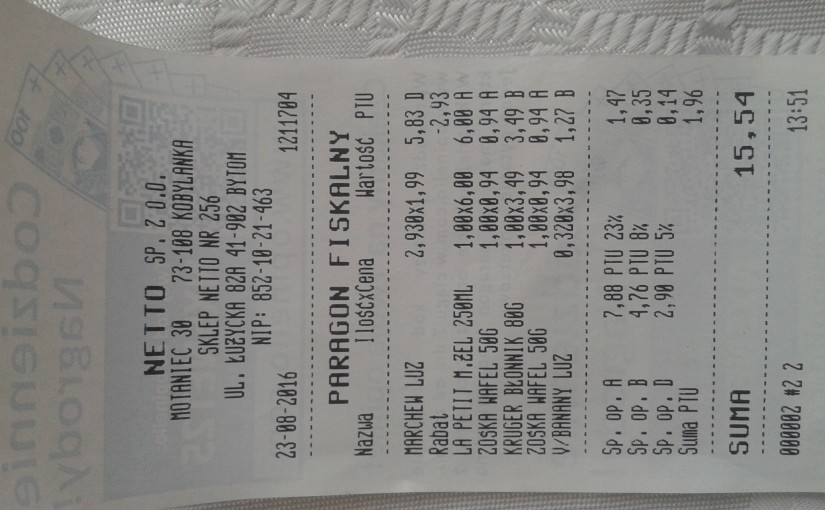 NETTO SP. Z O.O.
MOTANIEC 30 73-108 KOBYLANKA
SKLEP NETTO NR 256
UL. ŁUŻYCKA 82A 41-902 BYTOM
NIP: 852-10-21-463
23-08-2016 1211704
PARAGON FISKALNY
Nazwa IlośćxCena Wartość PTU
MARCHEW LUZ 2,930x1,99 5,83 D
Rabat -2,93
LA PETIT M.ŻEL 250ML 1,00x6,00 6,00 A
ZOSKA WAFEL 50G 1,00x0,94 0,94 A
KRUGER BŁONNIK 80G 1,00x3,49 3,49 B
ZOSKA WAFEL 50G 1,00x0,94 0,94 A
V/BANANY LUZ 0,320x3,98 1,27 B
Sp. op. A 7,88 PTU 23% 1,47
Sp. op. B 4,76 PTU 8% 0,35
Sp. op. D 2,90 PTU 5% 0,14
Suma PTU 1,96
SUMA 15,54
000002 #2 2 13:51
Codziennie
Nagrody!
100